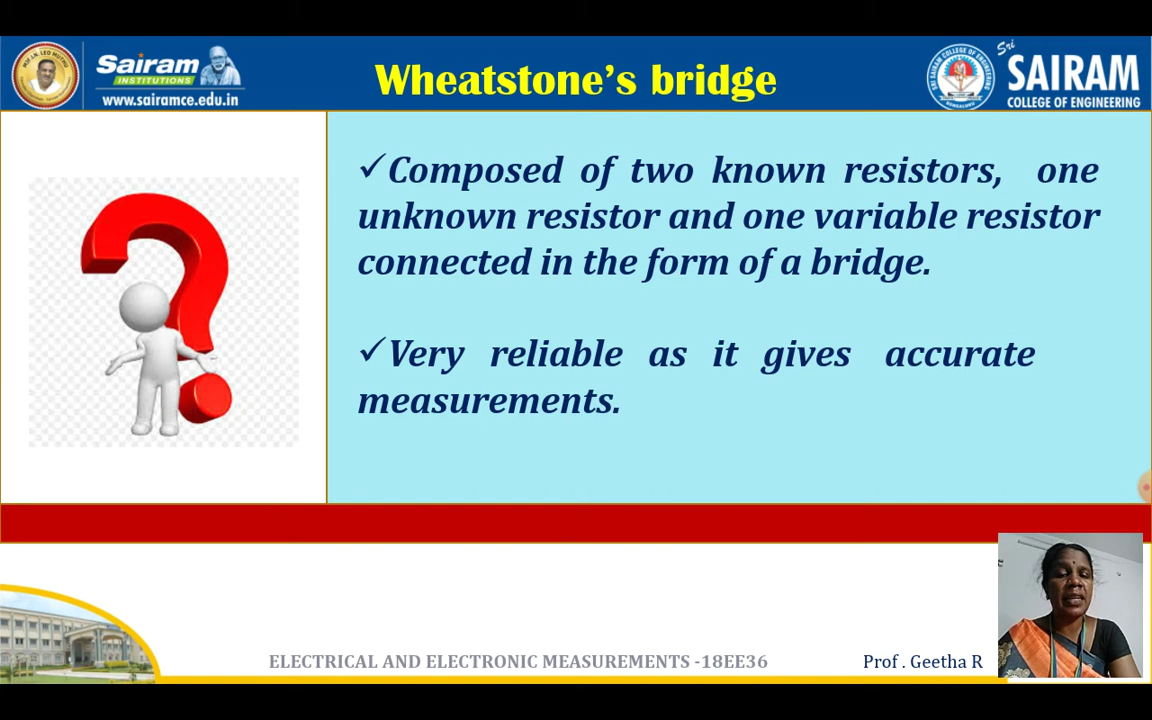 Sairam
INSTITUTIONS
www.sairamce.edu.in
Wheatstone's bridge
Sri
SAIRAM
COLLEGE OF ENGINEERING
✓Composed of two known resistors, one
unknown resistor and one variable resistor
connected in the form of a bridge.
✓Very reliable as it gives accurate
measurements.
ELECTRICAL AND ELECTRONIC MEASUREMENTS -18EE36
Prof . Geetha R